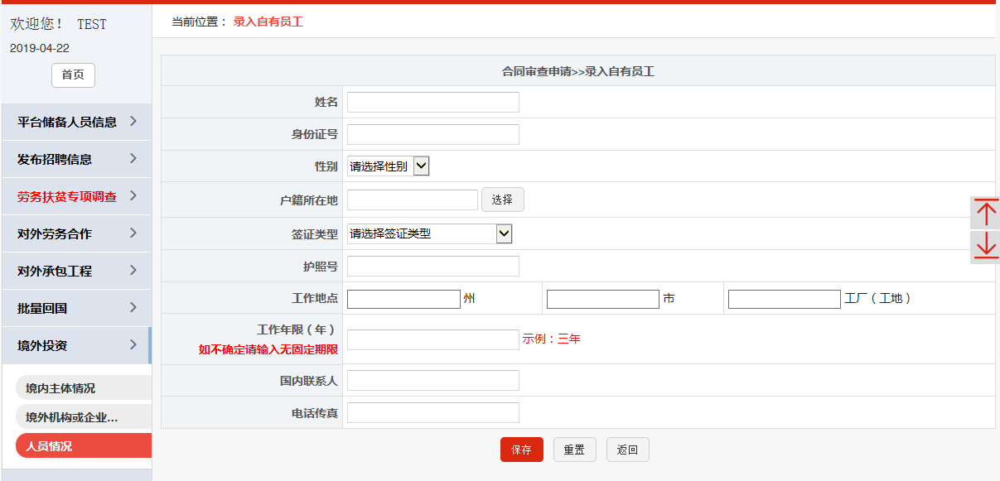 欢迎您！ TEST
2019-04-22
首页
平台储备人员信息
发布招聘信息
劳务扶贫专项调查
对外劳务合作
对外承包工程
批量回国
境外投资
境内主体情况
境外机构或企业...
人员情况
当前位置： 录入自有员工
合同审查申请>>录入自有员工
姓名
身份证号
性别 请选择性别
户籍所在地 选择
签证类型 请选择签证类型
护照号
工作地点 州 市 工厂（工地）
工作年限（年）
如不确定请输入无固定期限 示例：三年
国内联系人
电话传真
保存 重置 返回